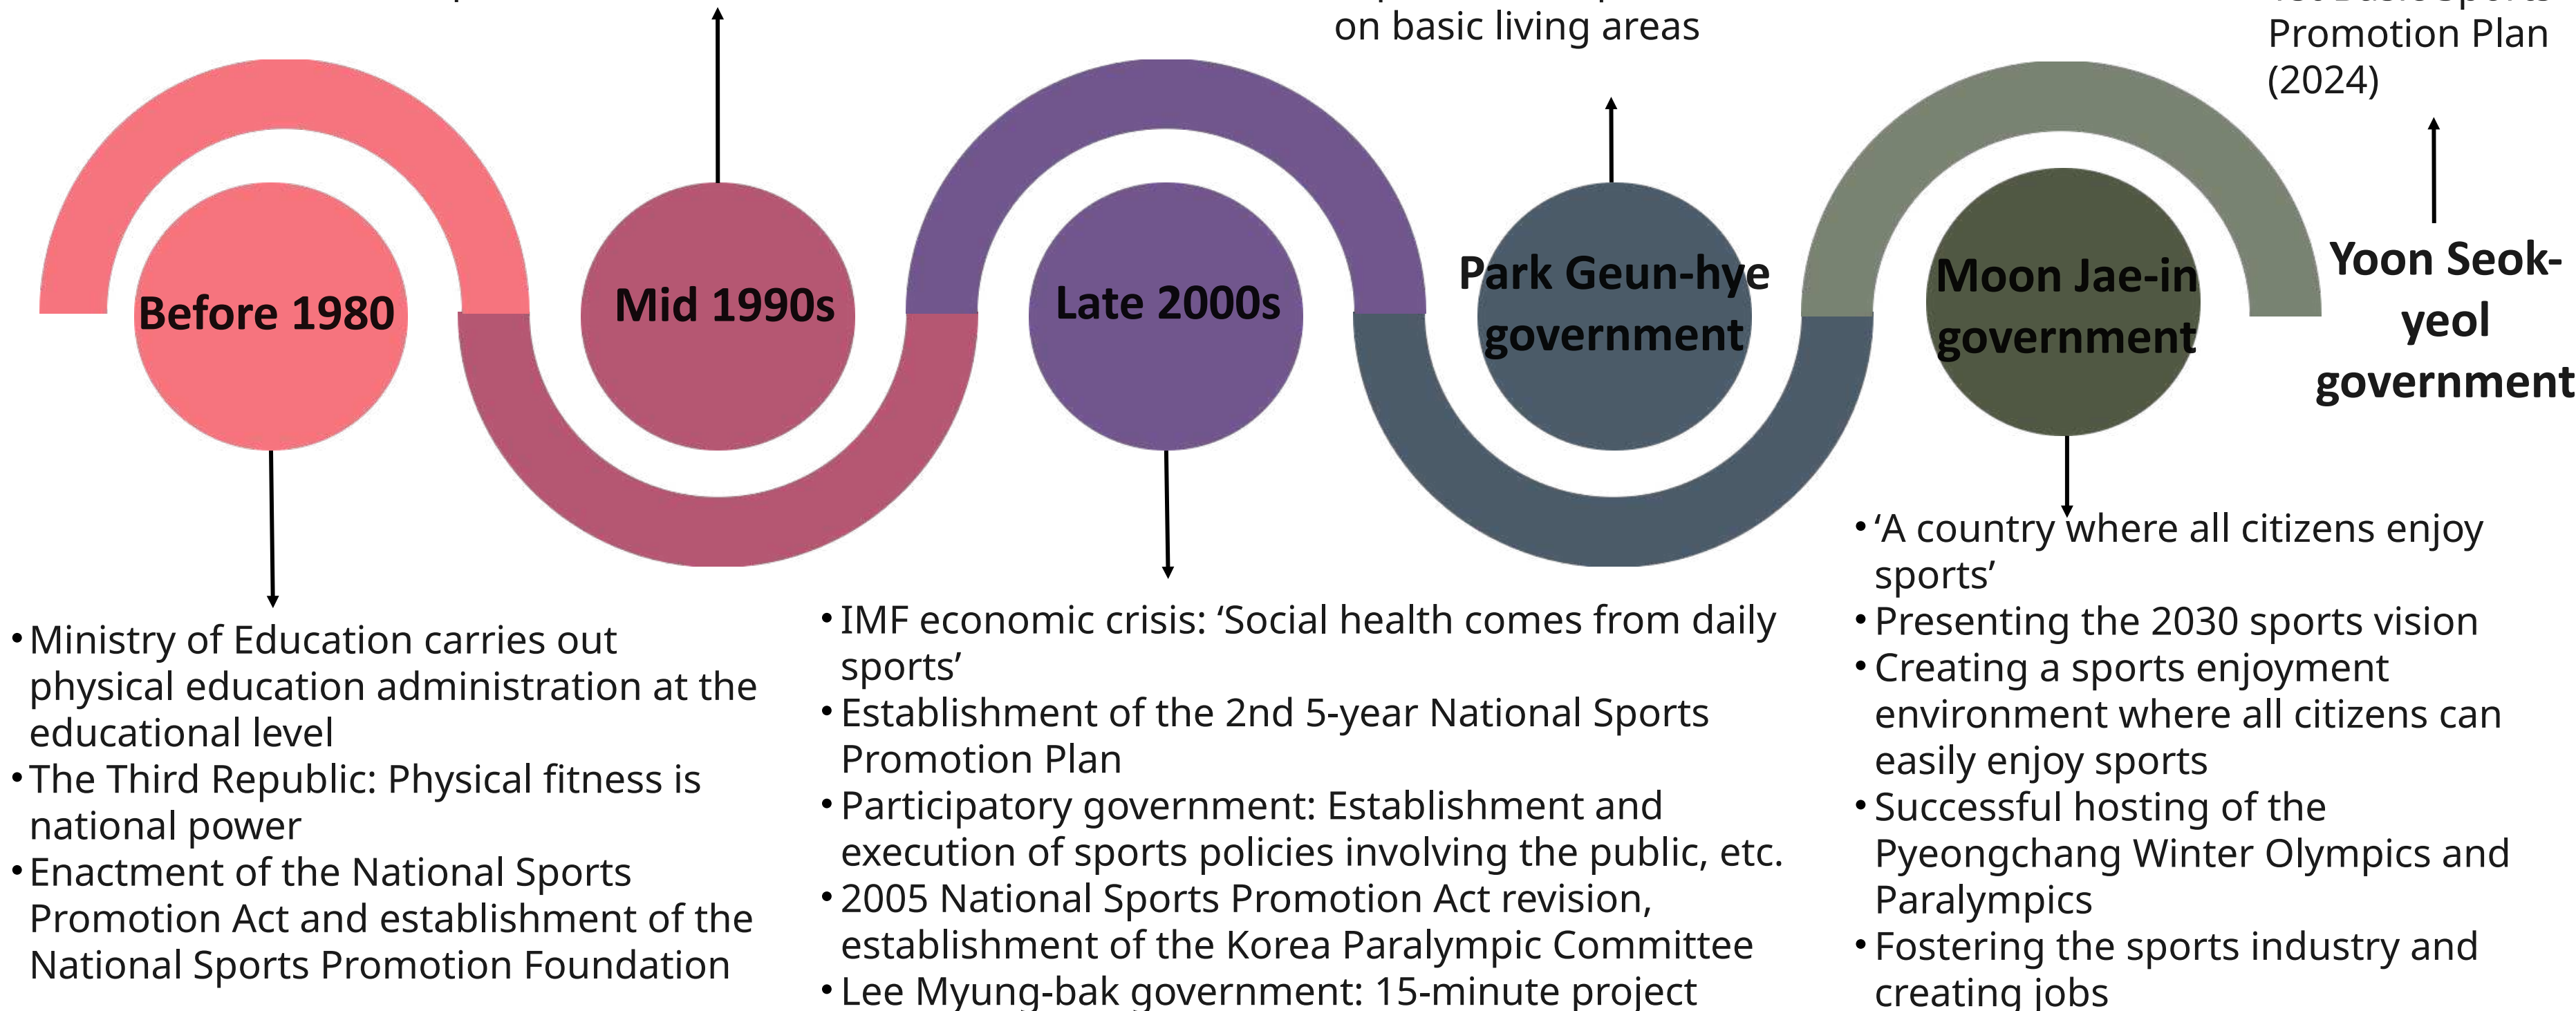 on basic living areas
Promotion Plan
(2024)
Before 1980
Mid 1990s
Late 2000s
Park Geun-hye
government
Moon Jae-in
government
Yoon Seok-
yeol
government
•Ministry of Education carries out
physical education administration at the
educational level
•The Third Republic: Physical fitness is
national power
•Enactment of the National Sports
Promotion Act and establishment of the
National Sports Promotion Foundation
•IMF economic crisis: ‘Social health comes from daily
sports’
•Establishment of the 2nd 5-year National Sports
Promotion Plan
•Participatory government: Establishment and
execution of sports policies involving the public, etc.
•2005 National Sports Promotion Act revision,
establishment of the Korea Paralympic Committee
•Lee Myung-bak government: 15-minute project
•‘A country where all citizens enjoy
sports’
•Presenting the 2030 sports vision
•Creating a sports enjoyment
environment where all citizens can
easily enjoy sports
•Successful hosting of the
Pyeongchang Winter Olympics and
Paralympics
•Fostering the sports industry and
creating jobs